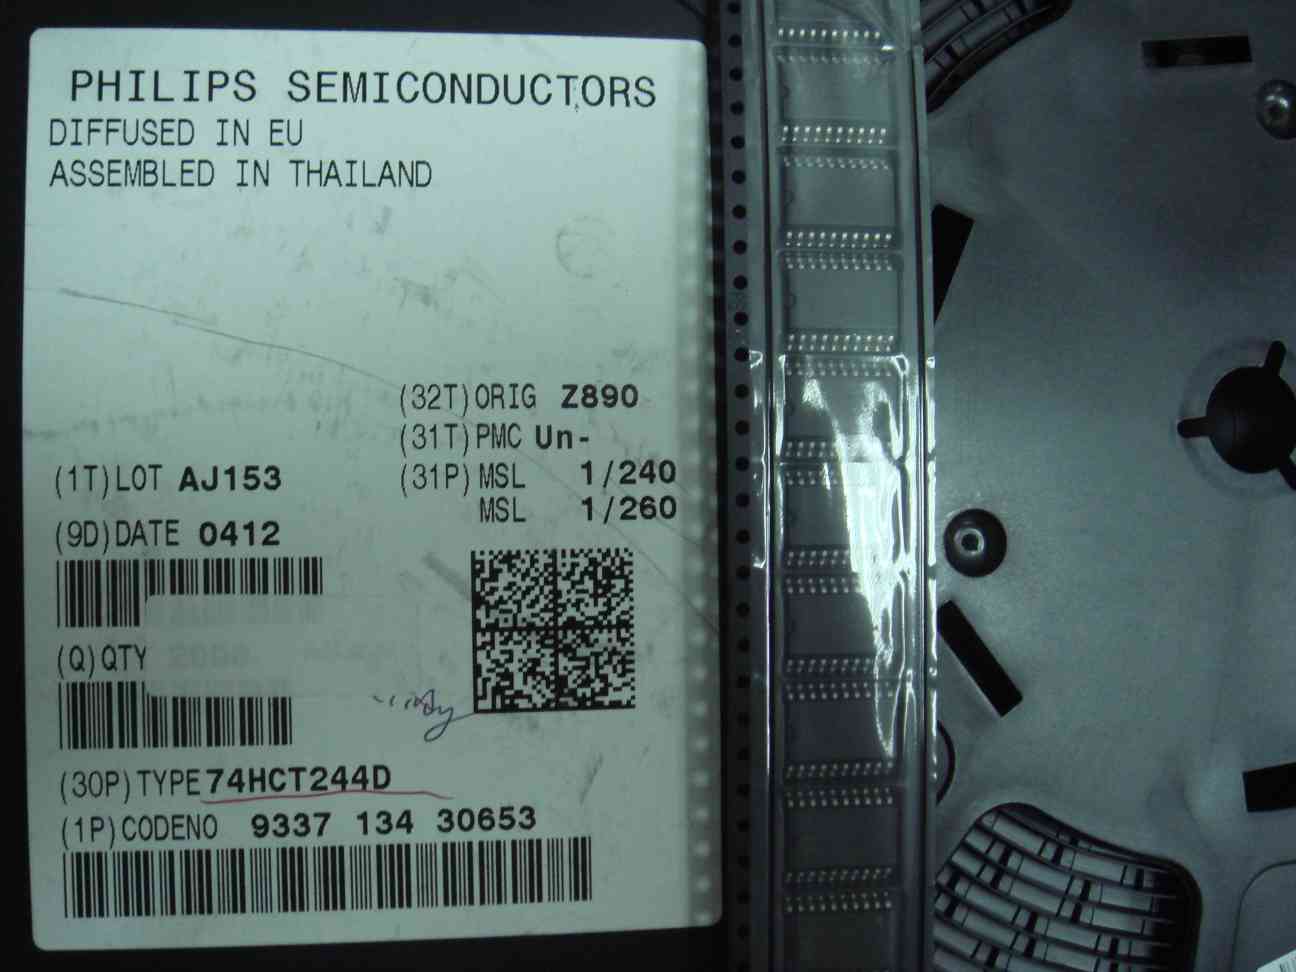 PHILIPS SEMICONDUCTORS
DIFFUSED IN EU
ASSEMBLED IN THAILAND
(32T)ORIG Z890
(31T)PMC Un-
(1T)LOT AJ153
(31P)MSL 1/240
MSL 1/260
(9D)DATE 0412
(Q)QTY
(30P)TYPE 74HCT244D
(1P)CODENO 9337 134 30653